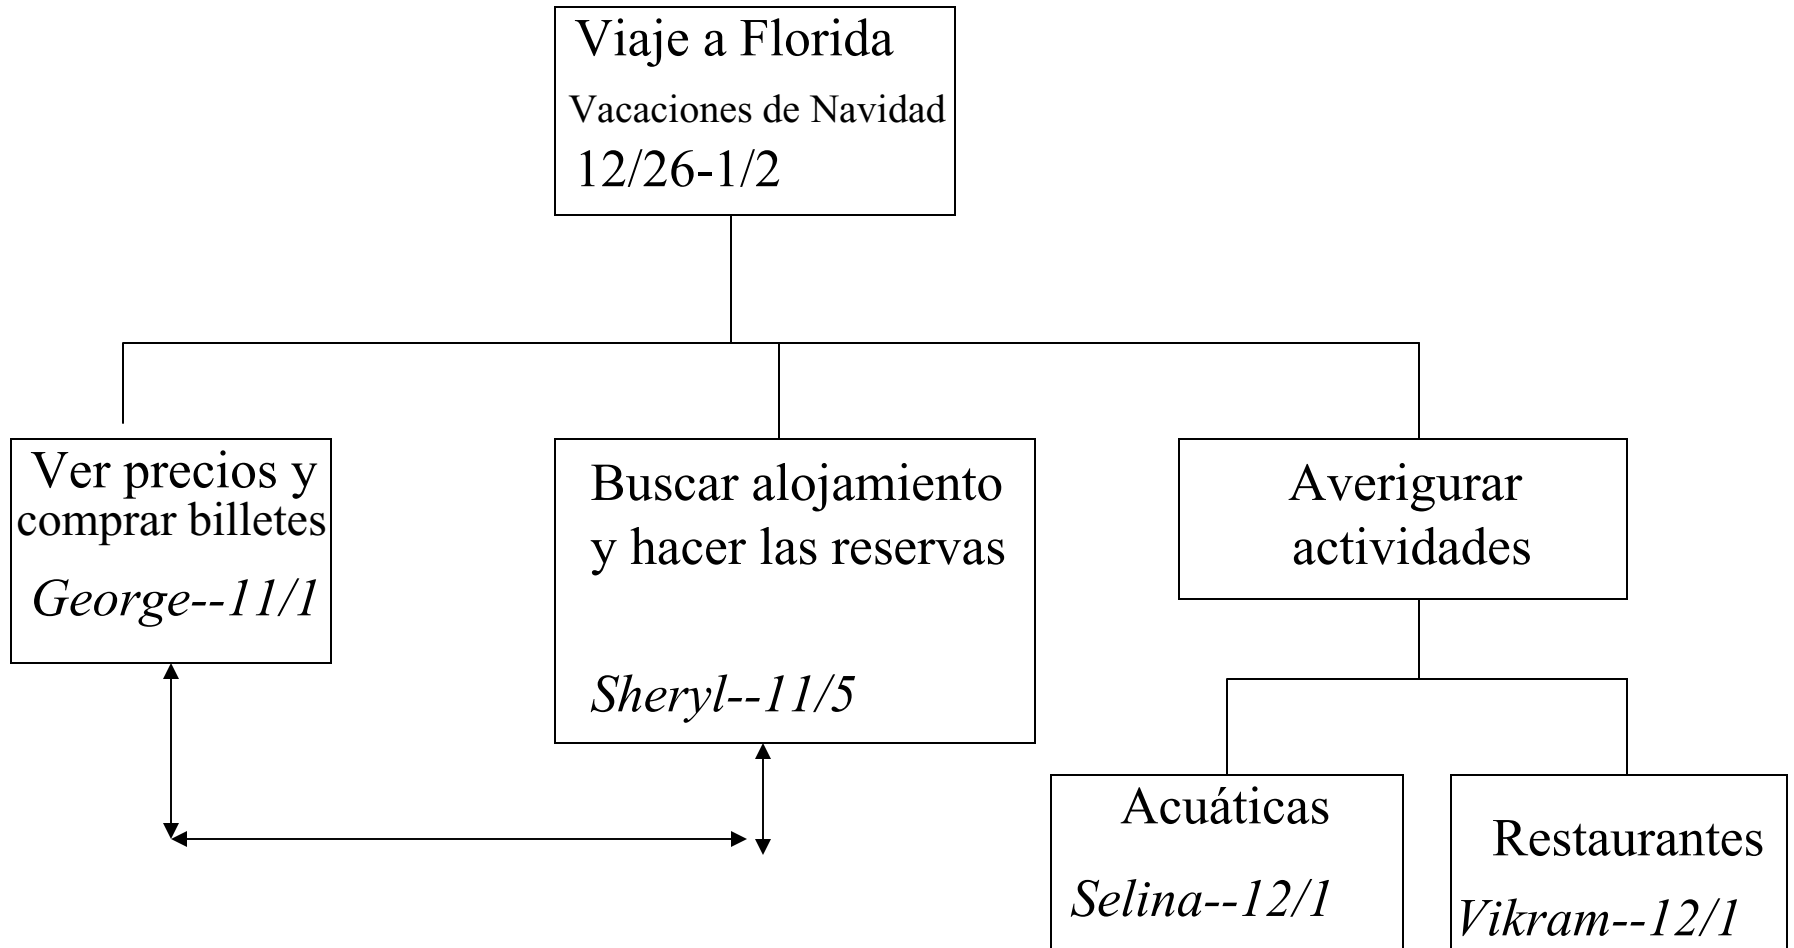 Viaje a Florida
Vacaciones de Navidad
12/26-1/2
Ver precios y
comprar billetes
George--11/1
Buscar alojamiento
y hacer las reservas
Sheryl--11/5
Averigurar
actividades
Acuáticas
Selina--12/1
Restaurantes
Vikram--12/1